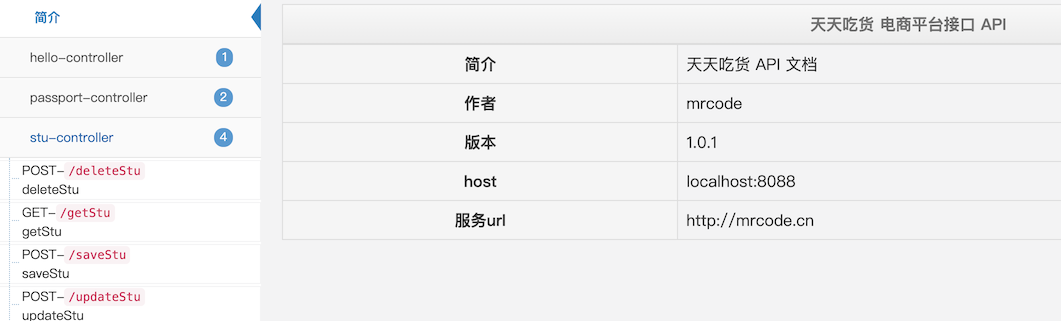 简介
hello-controller 1
passport-controller 2
stu-controller 4
POST-/deleteStu
deleteStu
GET-/getStu
getStu
POST-/saveStu
saveStu
POST-/updateStu
updateStu
天天吃货 电商平台接口 API
简介 天天吃货 API 文档
作者 mrcode
版本 1.0.1
host localhost:8088
服务url http://mrcode.cn